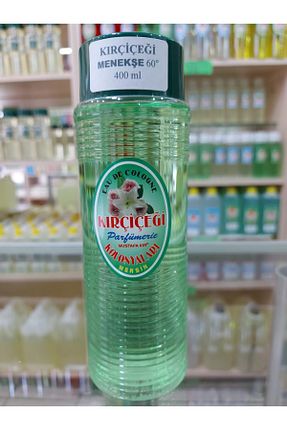 KIRÇİÇEĞİ
MENEKŞE 60°
400 ml
EAU DE COLOGNE
KIRÇİÇEĞİ
Parfümerie
KOLONYALARI
MERSİN